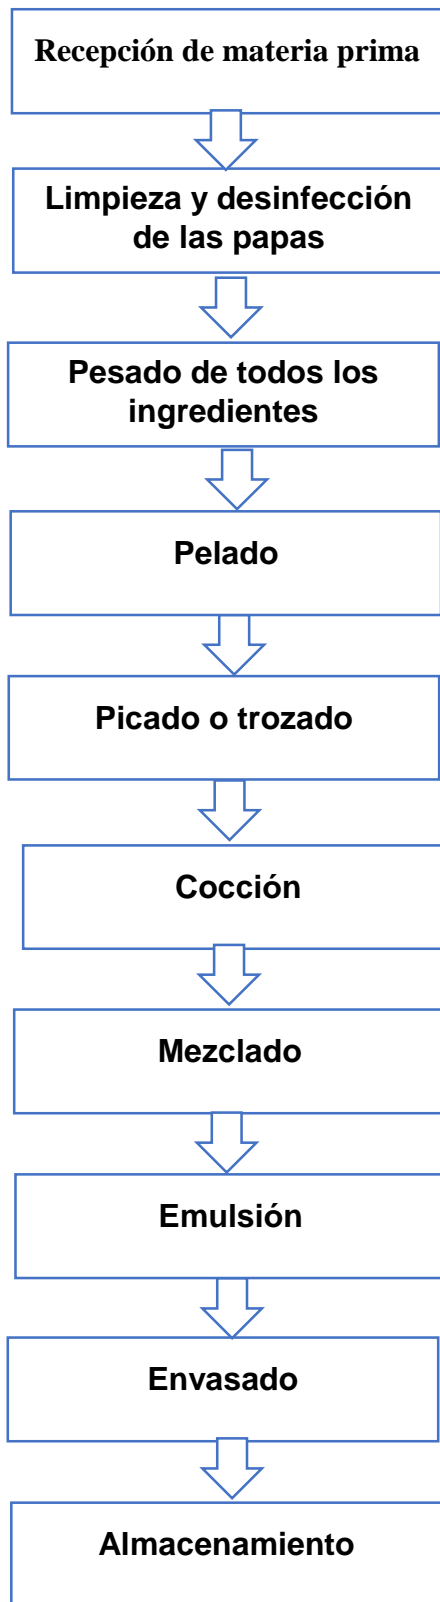 Recepción de materia prima
Limpieza y desinfección
de las papas
Pesado de todos los
ingredientes
Pelado
Picado o trozado
Cocción
Mezclado
Emulsión
Envasado
Almacenamiento